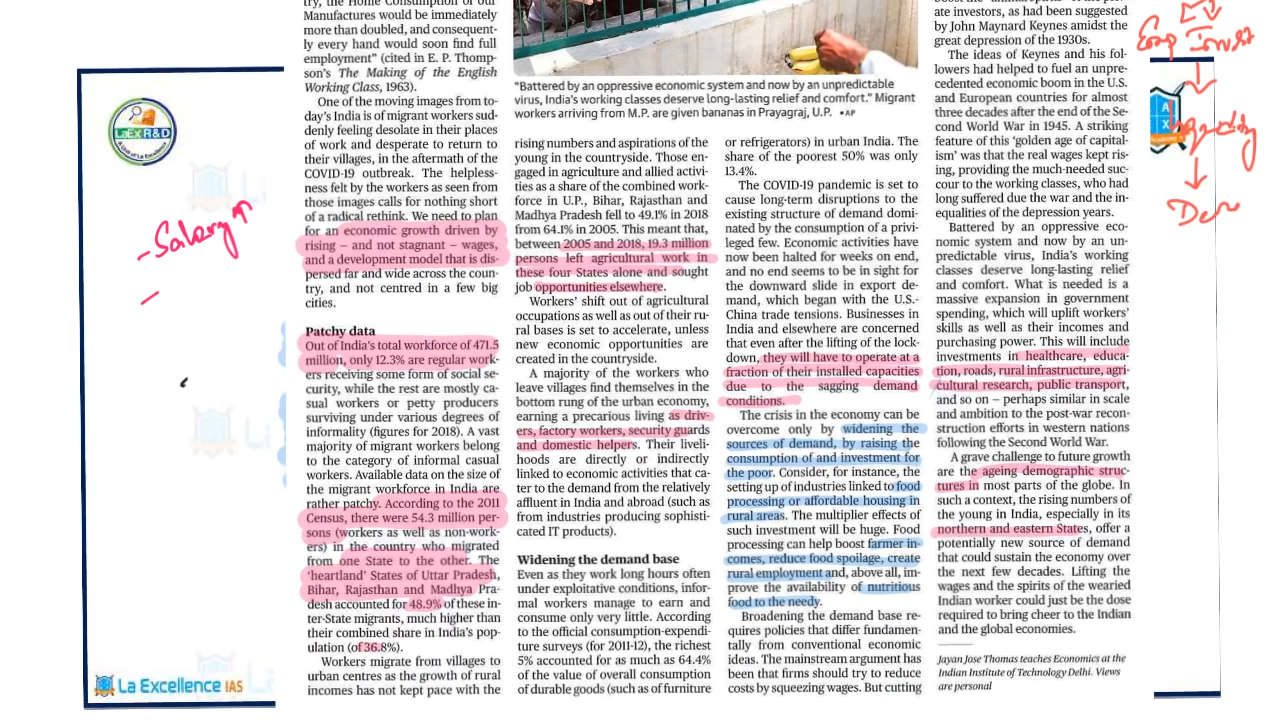 try, the Home Consumption of our
Manufactures would be immediately
more than doubled, and consequent-
ly every hand would soon find full
employment" (cited in E. P. Thomp-
son's The Making of the English
Working Class, 1963).
One of the moving images from to-
day's India is of migrant workers sud-
denly feeling desolate in their places
of work and desperate to return to
their villages, in the aftermath of the
COVID-19 outbreak. The helpless-
ness felt by the workers as seen from
those images calls for nothing short
of a radical rethink. We need to plan
for an economic growth driven by
rising – and not stagnant – wages,
and a development model that is dis-
persed far and wide across the coun-
try, and not centred in a few big
cities.
Patchy data
Out of India's total workforce of 471.5
million, only 12.3% are regular work-
ers receiving some form of social se-
curity, while the rest are mostly ca-
sual workers or petty producers
surviving under various degrees of
informality (figures for 2018). A vast
majority of migrant workers belong
to the category of informal casual
workers. Available data on the size of
the migrant workforce in India are
rather patchy. According to the 2011
Census, there were 54.3 million per-
sons (workers as well as non-work-
ers) in the country who migrated
from one State to the other. The
'heartland' States of Uttar Pradesh,
Bihar, Rajasthan and Madhya Pra-
desh accounted for 48.9% of these in-
ter-State migrants, much higher than
their combined share in India's pop-
ulation (of 36.8%).
Workers migrate from villages to
urban centres as the growth of rural
incomes has not kept pace with the
"Battered by an oppressive economic system and now by an unpredictable
virus, India's working classes deserve long-lasting relief and comfort." Migrant
workers arriving from M.P. are given bananas in Prayagraj, U.P. •AP
rising numbers and aspirations of the
young in the countryside. Those en-
gaged in agriculture and allied activi-
ties as a share of the combined work-
force in U.P., Bihar, Rajasthan and
Madhya Pradesh fell to 49.1% in 2018
from 64.1% in 2005. This meant that,
between 2005 and 2018, 19.3 million
persons left agricultural work in
these four States alone and sought
job opportunities elsewhere.
Workers' shift out of agricultural
occupations as well as out of their ru-
ral bases is set to accelerate, unless
new economic opportunities are
created in the countryside.
A majority of the workers who
leave villages find themselves in the
bottom rung of the urban economy,
earning a precarious living as driv-
ers, factory workers, security guards
and domestic helpers. Their liveli-
hoods are directly or indirectly
linked to economic activities that ca-
ter to the demand from the relatively
affluent in India and abroad (such as
from industries producing sophisti-
cated IT products).
Widening the demand base
Even as they work long hours often
under exploitative conditions, infor-
mal workers manage to earn and
consume only very little. According
to the official consumption-expendi-
ture surveys (for 2011-12), the richest
5% accounted for as much as 64.4%
of the value of overall consumption
of durable goods (such as of furniture
or refrigerators) in urban India. The
share of the poorest 50% was only
13.4%.
The COVID-19 pandemic is set to
cause long-term disruptions to the
existing structure of demand domi-
nated by the consumption of a privi-
leged few. Economic activities have
now been halted for weeks on end,
and no end seems to be in sight for
the downward slide in export de-
mand, which began with the U.S.-
China trade tensions. Businesses in
India and elsewhere are concerned
that even after the lifting of the lock-
down, they will have to operate at a
fraction of their installed capacities
due to the sagging demand
conditions.
The crisis in the economy can be
overcome only by widening the
sources of demand, by raising the
consumption of and investment for
the poor. Consider, for instance, the
setting up of industries linked to food
processing or affordable housing in
rural areas. The multiplier effects of
such investment will be huge. Food
processing can help boost farmer in-
comes, reduce food spoilage, create
rural employment and, above all, im-
prove the availability of nutritious
food to the needy.
Broadening the demand base re-
quires policies that differ fundamen-
tally from conventional economic
ideas. The mainstream argument has
been that firms should try to reduce
costs by squeezing wages. But cutting
ate investors, as had been suggested
by John Maynard Keynes amidst the
great depression of the 1930s.
The ideas of Keynes and his fol-
lowers had helped to fuel an unpre-
cedented economic boom in the U.S.
and European countries for almost
three decades after the end of the Se-
cond World War in 1945. A striking
feature of this 'golden age of capital-
ism' was that the real wages kept ris-
ing, providing the much-needed suc-
cour to the working classes, who had
long suffered due the war and the in-
equalities of the depression years.
Battered by an oppressive eco-
nomic system and now by an un-
predictable virus, India's working
classes deserve long-lasting relief
and comfort. What is needed is a
massive expansion in government
spending, which will uplift workers'
skills as well as their incomes and
purchasing power. This will include
investments in healthcare, educa-
tion, roads, rural infrastructure, agri-
cultural research, public transport,
and so on – perhaps similar in scale
and ambition to the post-war recon-
struction efforts in western nations
following the Second World War.
A grave challenge to future growth
are the ageing demographic struc-
tures in most parts of the globe. In
such a context, the rising numbers of
the young in India, especially in its
northern and eastern States, offer a
potentially new source of demand
that could sustain the economy over
the next few decades. Lifting the
wages and the spirits of the wearied
Indian worker could just be the dose
required to bring cheer to the Indian
and the global economies.
Jayan Jose Thomas teaches Economics at the
Indian Institute of Technology Delhi. Views
are personal
LaEx R&D
A Unit of La Excellence
- Salary ↑
Invest
Dem
La Excellence IAS